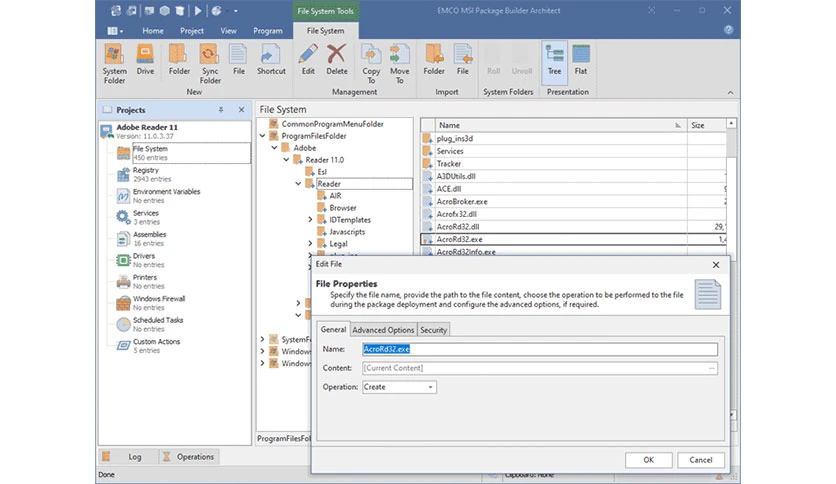 File System Tools
EMCO MSI Package Builder Architect
Home
Project
View
Program
File System
System Folder
Drive
Folder
Sync Folder
File
Shortcut
New
Edit
Delete
Copy To
Move To
Management
Folder
File
Import
Roll
Unroll
System Folders
Tree
Flat
Presentation
Projects
Adobe Reader 11
Version: 11.0.3.37
File System
450 entries
Registry
2943 entries
Environment Variables
No entries
Services
3 entries
Assemblies
16 entries
Drivers
No entries
Printers
No entries
Windows Firewall
No entries
Scheduled Tasks
No entries
Custom Actions
5 entries
Log
Operations
Done
File System
CommonProgramMenuFolder
ProgramFilesFolder
Adobe
Reader 11.0
Esl
Reader
AIR
Browser
IDTemplates
Javascripts
Legal
SystemF
Windows
Windows
ProgramFilesFol
Name
Size
plug_ins3d
Services
Tracker
A3DUtils.dll
ACE.dll
AcroBroker.exe
Acrofx32.dll
AcroRd32.dll
29,
AcroRd32.exe
1,4
AcroRd32Info.exe
Edit File
File Properties
Specify the file name, provide the path to the file content, choose the operation to be performed to the file
during the package deployment and configure the advanced options, if required.
General
Advanced Options
Security
Name:
AcroRd32.exe
Content:
[Current Content]
Operation:
Create
OK
Cancel
Clipboard: None